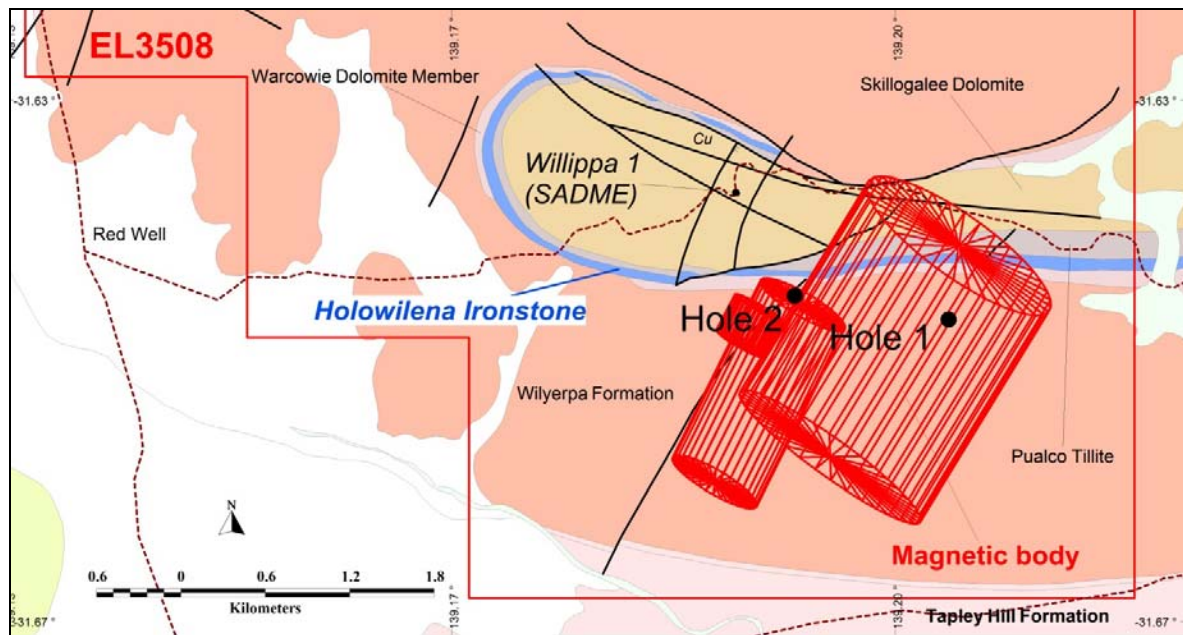 139.17 °
139.20 °
EL3508
Warcowie Dolomite Member
Skillogalee Dolomite
-31.63 °
-31.63 °
Cu
Willippa 1
(SADME)
Red Well
Holowilena Ironstone
Hole 2
Hole 1
Wilyerpa Formation
Pualco Tillite
N
Magnetic body
0.6 0 0.6 1.2 1.8
Kilometers
Tapley Hill Formation
-31.67 °
-31.67 °
139.17 °
139.20 °